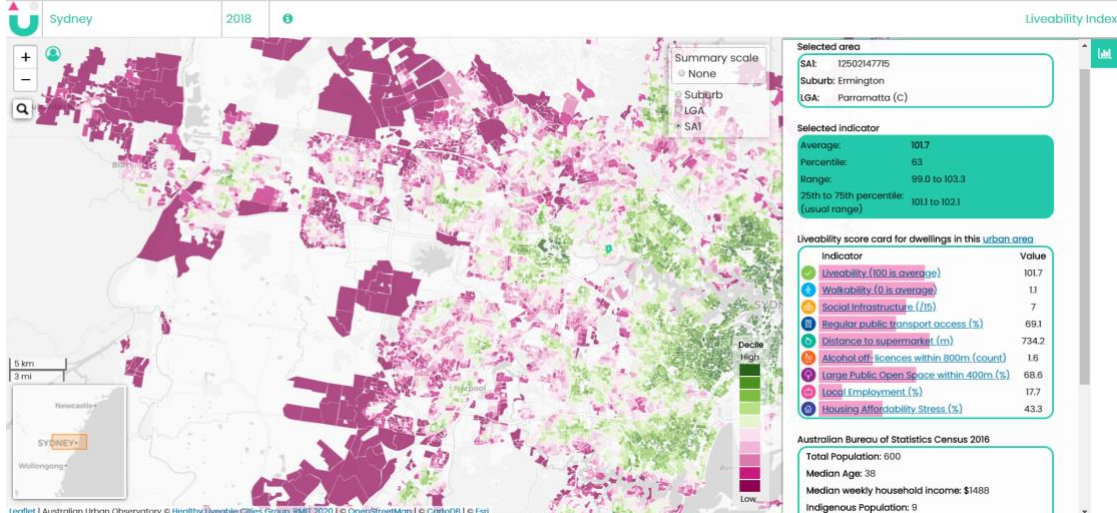 Sydney
2018
Liveability Index
+
−
Summary scale
None
Suburb
LGA
SA1
Liverpool
Decile
High
Low
5 km
3 mi
Newcastle
SYDNEY
Wollongong
Leaflet | Australian Urban Observatory © Healthy Liveable Cities Group, RMIT 2020 | © OpenStreetMap | © CartoDB | © Esri
Selected area
SA1: 12502147715
Suburb: Ermington
LGA: Parramatta (C)
Selected indicator
Average: 101.7
Percentile: 63
Range: 99.0 to 103.3
25th to 75th percentile: 101.1 to 102.1
(usual range)
Liveability score card for dwellings in this urban area
Indicator Value
Liveability (100 is average) 101.7
Walkability (0 is average) 1.1
Social Infrastructure (/15) 7
Regular public transport access (%) 69.1
Distance to supermarket (m) 734.2
Alcohol off-licences within 800m (count) 1.6
Large Public Open Space within 400m (%) 68.6
Local Employment (%) 17.7
Housing Affordability Stress (%) 43.3
Australian Bureau of Statistics Census 2016
Total Population: 600
Median Age: 38
Median weekly household income: $1488
Indigenous Population: 9